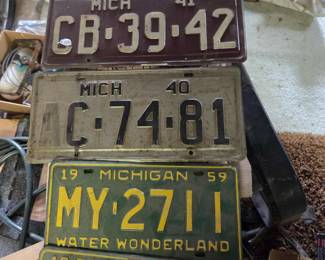 MICH 41
CB·39·42
MICH 40
C·74·81
19 MICHIGAN 59
MY·2711
WATER WONDERLAND